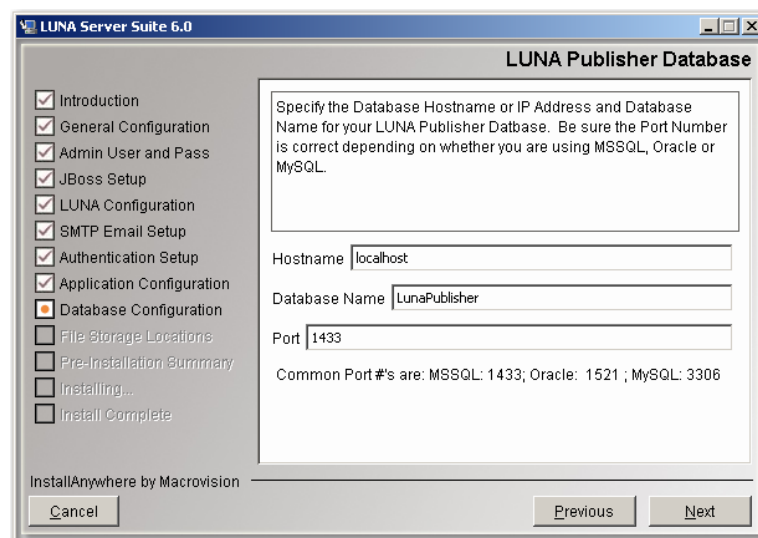 LUNA Server Suite 6.0
LUNA Publisher Database
Introduction
General Configuration
Admin User and Pass
JBoss Setup
LUNA Configuration
SMTP Email Setup
Authentication Setup
Application Configuration
Database Configuration
File Storage Locations
Pre-Installation Summary
Installing...
Install Complete
Specify the Database Hostname or IP Address and Database
Name for your LUNA Publisher Datbase.  Be sure the Port Number
is correct depending on whether you are using MSSQL, Oracle or
MySQL.
Hostname localhost
Database Name LunaPublisher
Port 1433
Common Port #'s are: MSSQL: 1433; Oracle:  1521 ; MySQL: 3306
InstallAnywhere by Macrovision
Cancel Previous Next